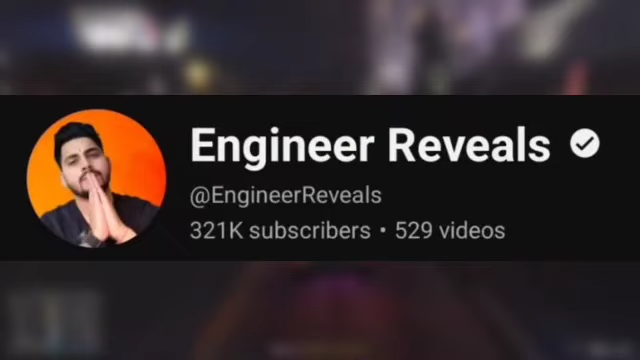 Engineer Reveals
@EngineerReveals
321K subscribers • 529 videos